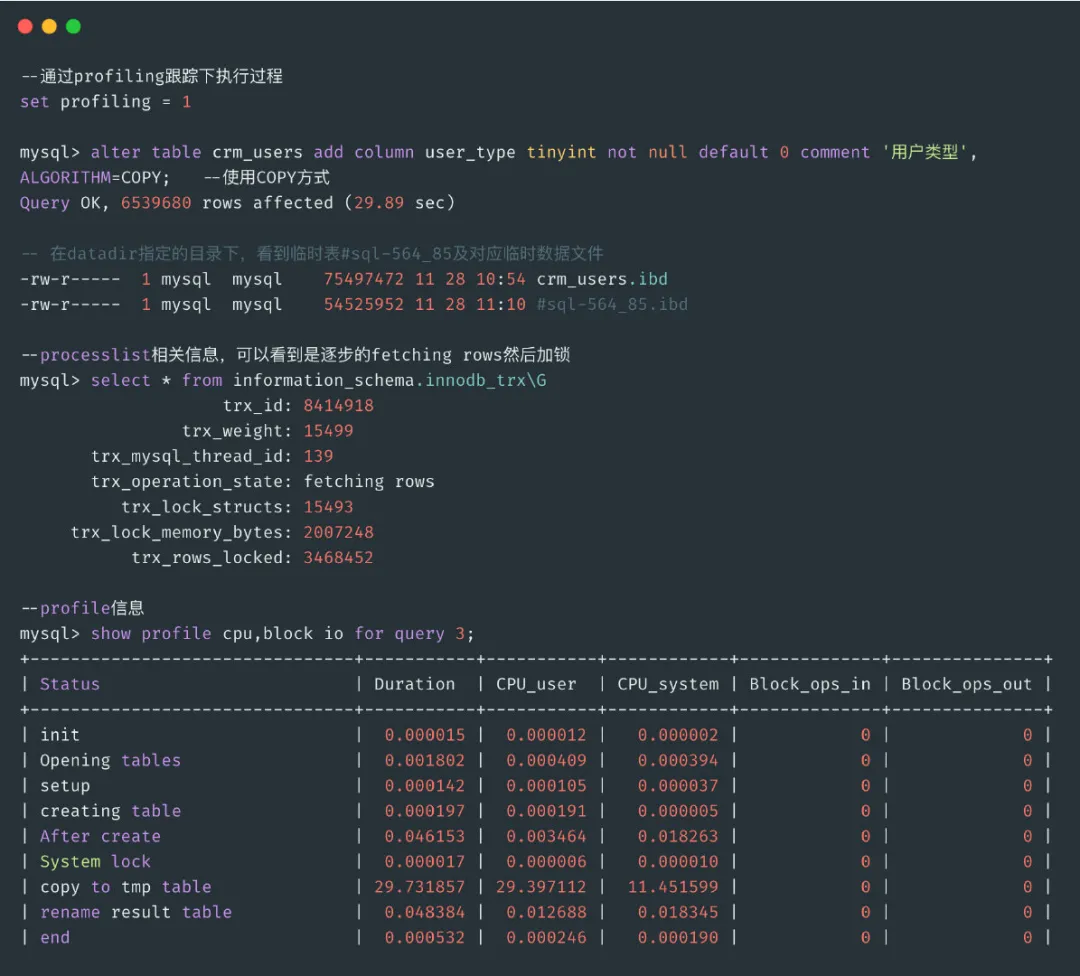 --通过profiling跟踪下执行过程
set profiling = 1
mysql> alter table crm_users add column user_type tinyint not null default 0 comment '用户类型',
ALGORITHM=COPY;   --使用COPY方式
Query OK, 6539680 rows affected (29.89 sec)
-- 在datadir指定的目录下，看到临时表#sql-564_85及对应临时数据文件
-rw-r-----  1 mysql  mysql    75497472 11 28 10:54 crm_users.ibd
-rw-r-----  1 mysql  mysql    54525952 11 28 11:10 #sql-564_85.ibd
--processlist相关信息，可以看到是逐步的fetching rows然后加锁
mysql> select * from information_schema.innodb_trx\G
                    trx_id: 8414918
                trx_weight: 15499
       trx_mysql_thread_id: 139
       trx_operation_state: fetching rows
          trx_lock_structs: 15493
     trx_lock_memory_bytes: 2007248
           trx_rows_locked: 3468452
--profile信息
mysql> show profile cpu,block io for query 3;
+--------------------------------+-----------+-----------+------------+--------------+---------------+
| Status                         | Duration  | CPU_user  | CPU_system | Block_ops_in | Block_ops_out |
+--------------------------------+-----------+-----------+------------+--------------+---------------+
| init                           |  0.000015 |  0.000012 |   0.000002 |            0 |             0 |
| Opening tables                 |  0.001802 |  0.000409 |   0.000394 |            0 |             0 |
| setup                          |  0.000142 |  0.000105 |   0.000037 |            0 |             0 |
| creating table                 |  0.000197 |  0.000191 |   0.000005 |            0 |             0 |
| After create                   |  0.046153 |  0.003464 |   0.018263 |            0 |             0 |
| System lock                    |  0.000017 |  0.000006 |   0.000010 |            0 |             0 |
| copy to tmp table              | 29.731857 | 29.397112 |  11.451599 |            0 |             0 |
| rename result table            |  0.048384 |  0.012688 |   0.018345 |            0 |             0 |
| end                            |  0.000532 |  0.000246 |   0.000190 |            0 |             0 |